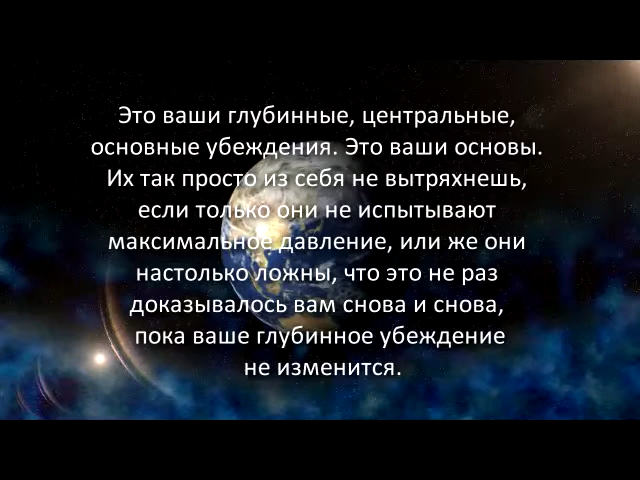 Это ваши глубинные, центральные,
основные убеждения. Это ваши основы.
Их так просто из себя не вытряхнешь,
если только они не испытывают
максимальное давление, или же они
настолько ложны, что это не раз
доказывалось вам снова и снова,
пока ваше глубинное убеждение
не изменится.